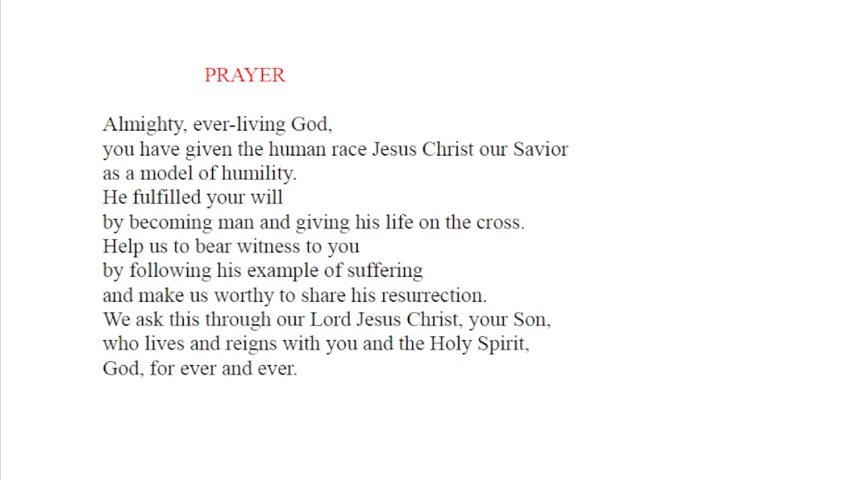 PRAYER
Almighty, ever-living God,
you have given the human race Jesus Christ our Savior
as a model of humility.
He fulfilled your will
by becoming man and giving his life on the cross.
Help us to bear witness to you
by following his example of suffering
and make us worthy to share his resurrection.
We ask this through our Lord Jesus Christ, your Son,
who lives and reigns with you and the Holy Spirit,
God, for ever and ever.